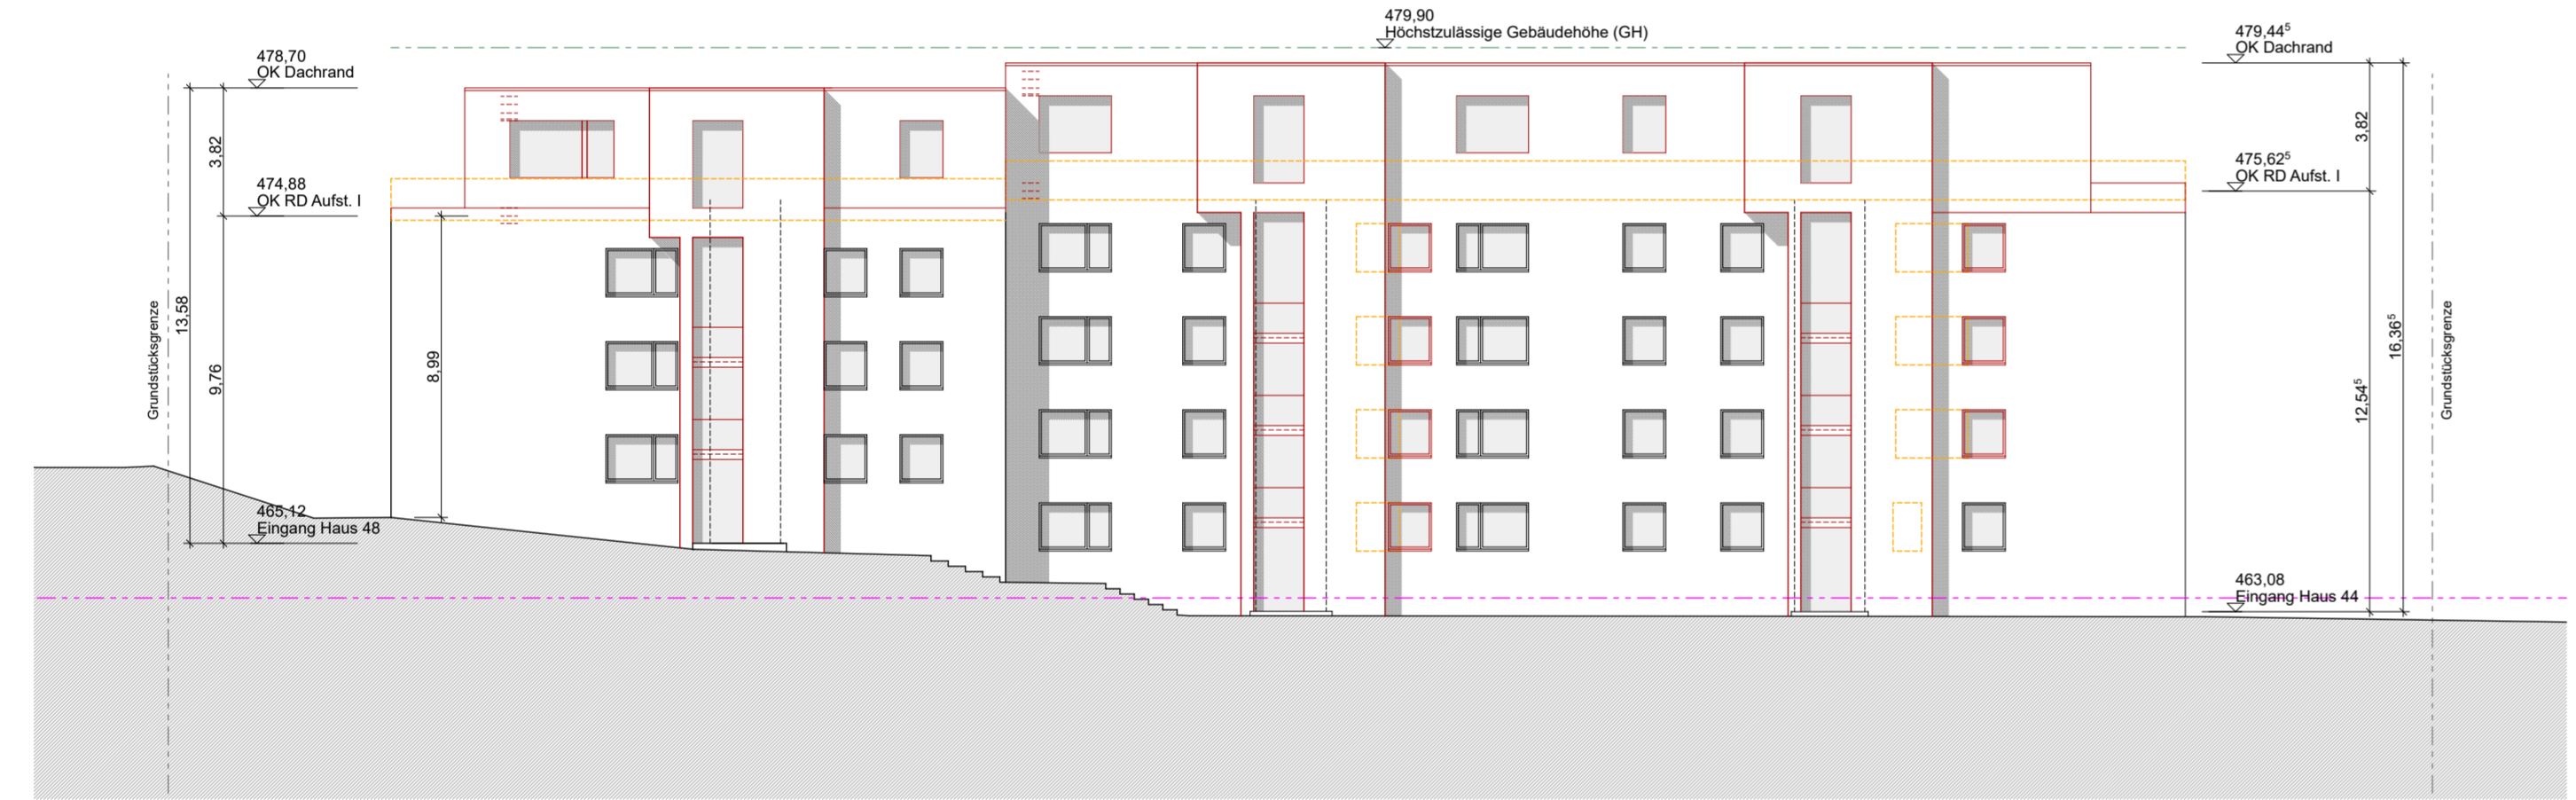 479,90
Höchstzulässige Gebäudehöhe (GH)
478,70
OK Dachrand
479,44⁵
OK Dachrand
3,82
3,82
474,88
OK RD Aufst. I
475,62⁵
OK RD Aufst. I
Grundstücksgrenze
13,58
9,76
8,99
12,54⁵
16,36⁵
Grundstücksgrenze
465,12
Eingang Haus 48
463,08
Eingang Haus 44